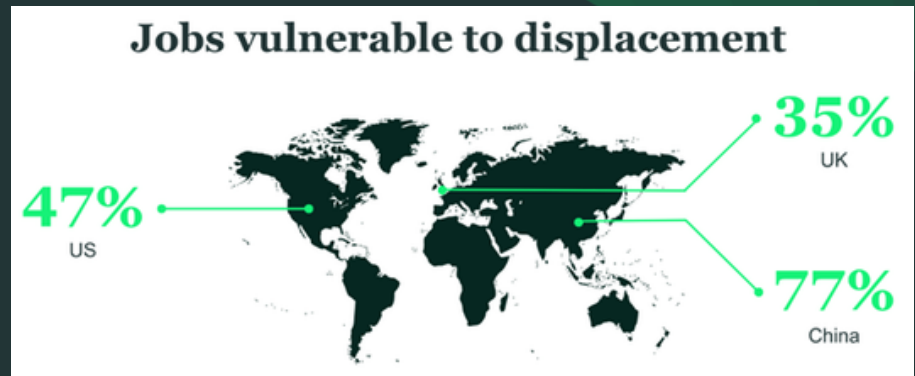 Jobs vulnerable to displacement
47%
US
35%
UK
77%
China